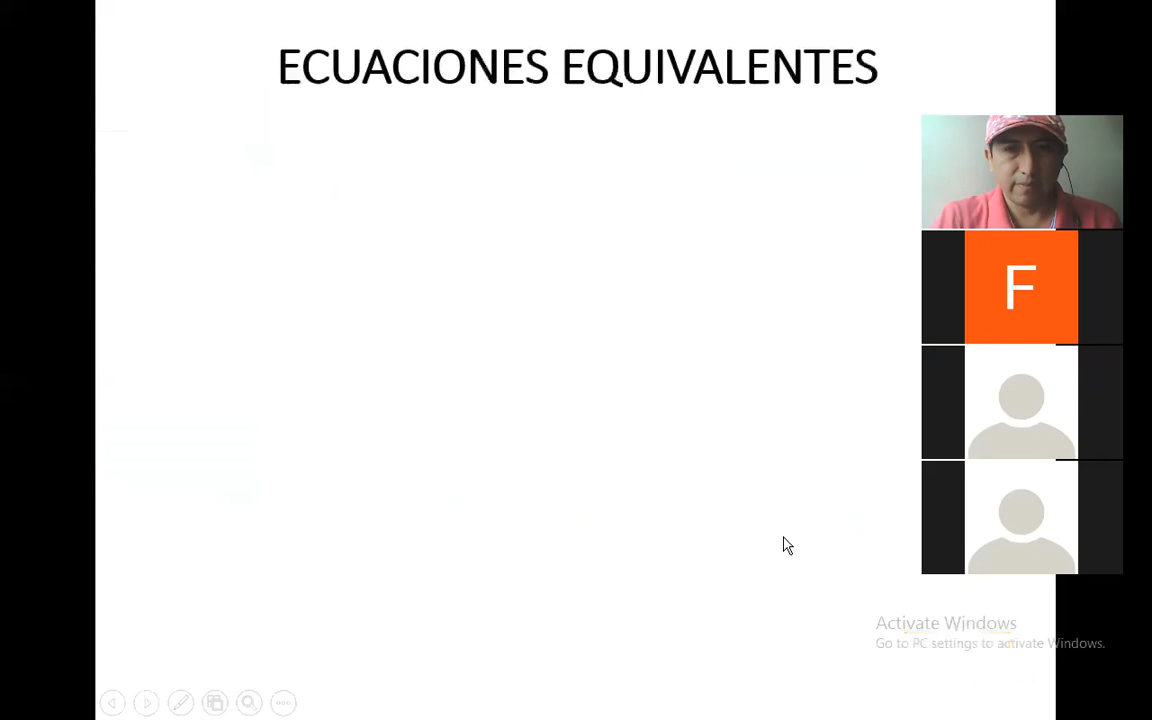 ECUACIONES EQUIVALENTES
F
Activate Windows
Go to PC settings to activate Windows.